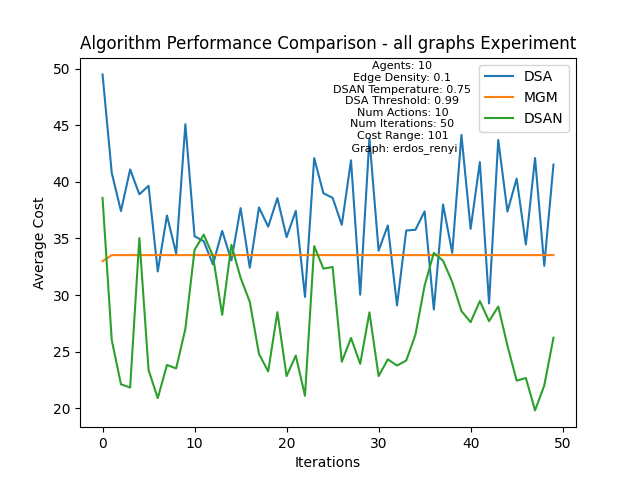 Algorithm Performance Comparison - all graphs Experiment
Agents: 10
Edge Density: 0.1
DSAN Temperature: 0.75
DSA Threshold: 0.99
Num Actions: 10
Num Iterations: 50
Cost Range: 101
Graph: erdos_renyi
DSA
MGM
DSAN
Average Cost
50
45
40
35
30
25
20
0 10 20 30 40 50
Iterations